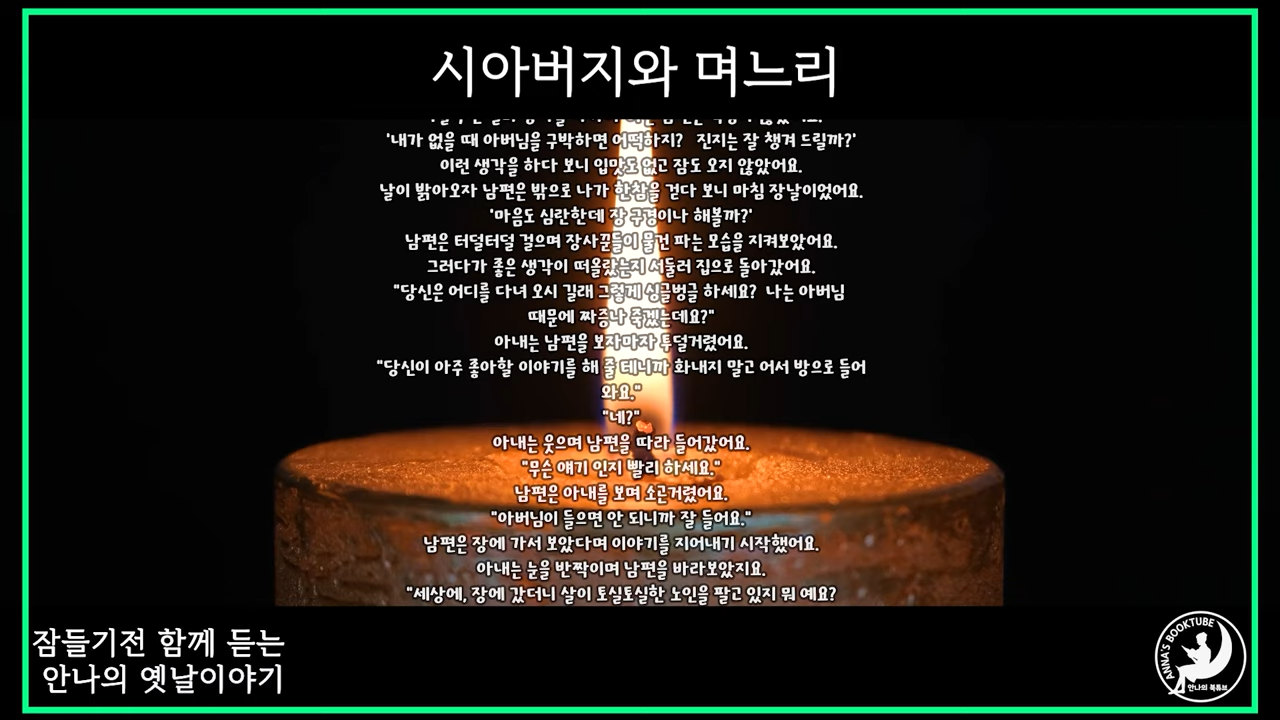 시아버지와 며느리
'내가 없을 때 아버님을 구박하면 어떡하지? 진지는 잘 챙겨 드릴까?'
이런 생각을 하다 보니 입맛도 없고 잠도 오지 않았어요.
날이 밝아오자 남편은 밖으로 나가 한참을 걷다 보니 마침 장날이었어요.
'마음도 심란한데 장 구경이나 해볼까?'
남편은 터덜터덜 걸으며 장사꾼들이 물건 파는 모습을 지켜보았어요.
그러다가 좋은 생각이 떠올랐는지 서둘러 집으로 돌아갔어요.
"당신은 어디를 다녀 오시 길래 그렇게 싱글벙글 하세요? 나는 아버님
때문에 짜증나 죽겠는데요?"
아내는 남편을 보자마자 투덜거렸어요.
"당신이 아주 좋아할 이야기를 해 줄 테니까 화내지 말고 어서 방으로 들어
와요."
"네?"
아내는 웃으며 남편을 따라 들어갔어요.
"무슨 얘기 인지 빨리 하세요."
남편은 아내를 보며 소곤거렸어요.
"아버님이 들으면 안 되니까 잘 들어요."
남편은 장에 가서 보았다며 이야기를 지어내기 시작했어요.
아내는 눈을 반짝이며 남편을 바라보았지요.
"세상에, 장에 갔더니 살이 토실토실한 노인을 팔고 있지 뭐 예요?
잠들기전 함께 듣는
안나의 옛날이야기
ANNA'S BOOKTUBE
안나의 북튜브